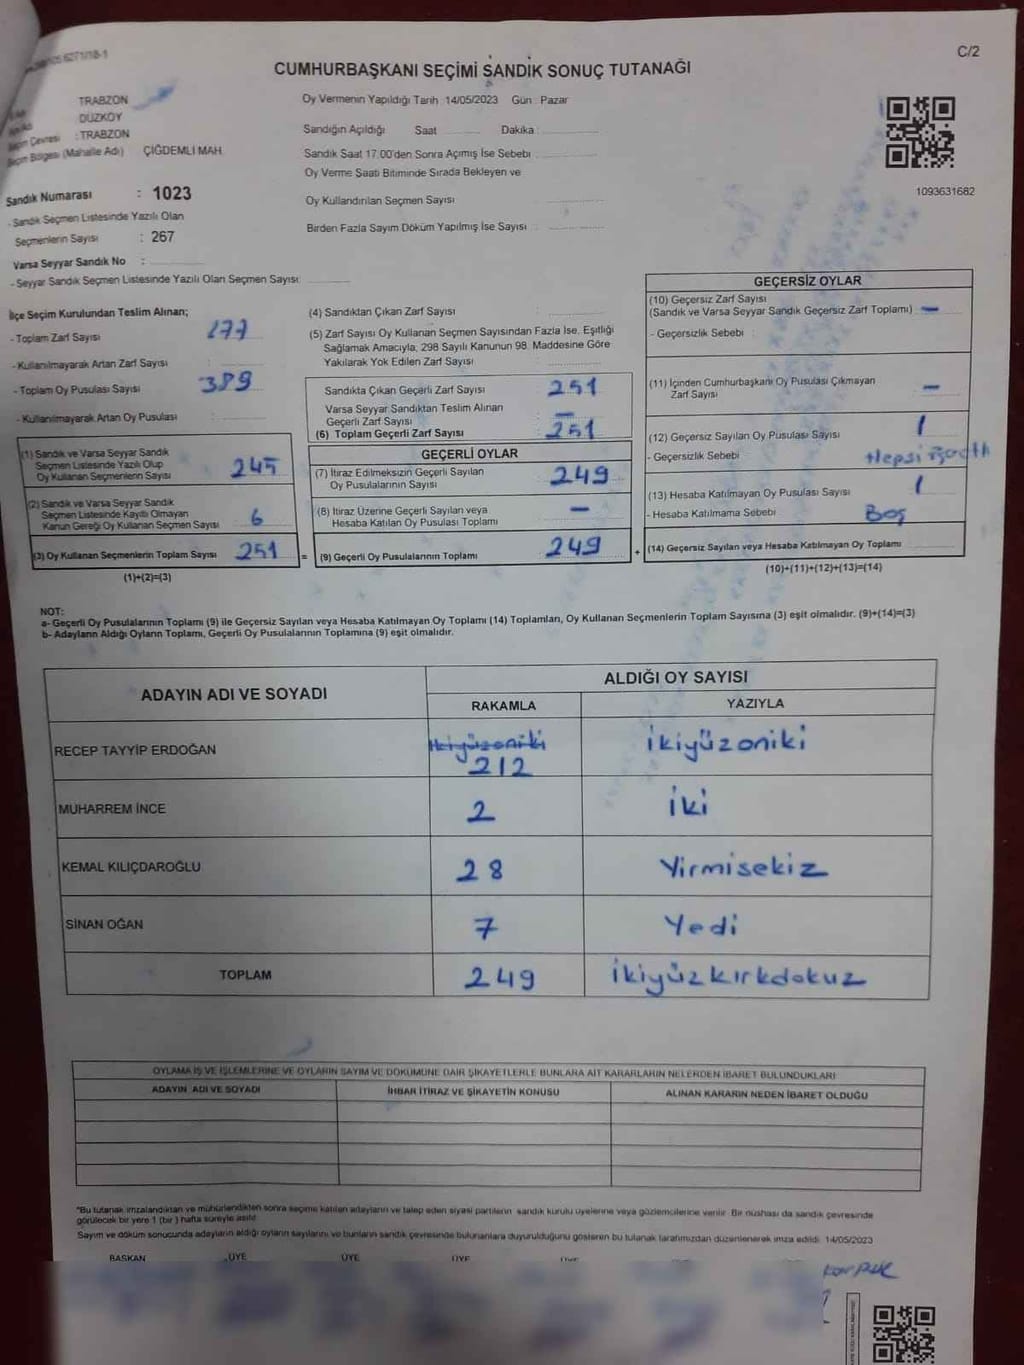 C/2
CUMHURBAŞKANI SEÇİMİ SANDIK SONUÇ TUTANAĞI
TRABZON
DÜZKÖY
Çevresi : TRABZON
Bölgesi (Mahalle Adı) ÇIĞDEMLİ MAH.
Sandık Numarası : 1023
- Sandık Seçmen Listesinde Yazılı Olan
Seçmenlerin Sayısı : 267
Varsa Seyyar Sandık No :
- Seyyar Sandık Seçmen Listesinde Yazılı Olan Seçmen Sayısı:
Oy Vermenin Yapıldığı Tarih :14/05/2023 Gün : Pazar
Sandığın Açıldığı Saat Dakika :
Sandık Saat 17.00'den Sonra Açımış İse Sebebi
Oy Verme Saati Bitiminde Sırada Bekleyen ve
Oy Kullandırılan Seçmen Sayısı
Birden Fazla Sayım Döküm Yapılmış İse Sayısı
1093631682
İlçe Seçim Kurulundan Teslim Alınan;
- Toplam Zarf Sayısı
- Kullanılmayarak Artan Zarf Sayısı
- Toplam Oy Pusulası Sayısı 389
- Kullanılmayarak Artan Oy Pusulası
(1) Sandık ve Varsa Seyyar Sandık
Seçmen Listesinde Yazılı Olup
Oy Kullanan Seçmenlerin Sayısı 245
(2) Sandık ve Varsa Seyyar Sandık
Seçmen Listesinde Kayıtlı Olmayan
Kanun Gereği Oy Kullanan Seçmen Sayısı 6
(3) Oy Kullanan Seçmenlerin Toplam Sayısı 251 =
(1)+(2)=(3)
(4) Sandıktan Çıkan Zarf Sayısı :
(5) Zarf Sayısı Oy Kullanan Seçmen Sayısından Fazla İse, Eşitliği
Sağlamak Amacıyla, 298 Sayılı Kanunun 98. Maddesine Göre
Yakılarak Yok Edilen Zarf Sayısı :
Sandıkta Çıkan Geçerli Zarf Sayısı 251
Varsa Seyyar Sandıktan Teslim Alınan
Geçerli Zarf Sayısı —
(6) Toplam Geçerli Zarf Sayısı 251
GEÇERLİ OYLAR
(7) İtiraz Edilmeksizin Geçerli Sayılan
Oy Pusulalarının Sayısı 249
(8) İtiraz Üzerine Geçerli Sayılan veya
Hesaba Katılan Oy Pusulası Toplamı —
(9) Geçerli Oy Pusulalarının Toplamı 249 +
GEÇERSİZ OYLAR
(10) Geçersiz Zarf Sayısı
(Sandık ve Varsa Seyyar Sandık Geçersiz Zarf Toplamı) —
- Geçersizlik Sebebi :
(11) İçinden Cumhurbaşkanı Oy Pusulası Çıkmayan
Zarf Sayısı —
(12) Geçersiz Sayılan Oy Pusulası Sayısı 1
- Geçersizlik Sebebi Hepsi
(13) Hesaba Katılmayan Oy Pusulası Sayısı 1
- Hesaba Katılmama Sebebi Boş
(14) Geçersiz Sayılan veya Hesaba Katılmayan Oy Toplamı
(10)+(11)+(12)+(13)=(14)
NOT:
a- Geçerli Oy Pusulalarının Toplamı (9) ile Geçersiz Sayılan veya Hesaba Katılmayan Oy Toplamı (14) Toplamları, Oy Kullanan Seçmenlerin Toplam Sayısına (3) eşit olmalıdır. (9)+(14)=(3)
b- Adayların Aldığı Oyların Toplamı, Geçerli Oy Pusulalarının Toplamına (9) eşit olmalıdır.
ADAYIN ADI VE SOYADI
ALDIĞI OY SAYISI
RAKAMLA YAZIYLA
RECEP TAYYİP ERDOĞAN ikiyüzoniki 212 ikiyüzoniki
MUHARREM İNCE 2 iki
KEMAL KILIÇDAROĞLU 28 Yirmisekiz
SİNAN OĞAN 7 Yedi
TOPLAM 249 ikiyüzkırkdokuz
OYLAMA İŞ VE İŞLEMLERİNE VE OYLARIN SAYIM VE DÖKÜMÜNE DAİR ŞİKAYETLERLE BUNLARA AİT KARARLARIN NELERDEN İBARET BULUNDUKLARI
ADAYIN ADI VE SOYADI İHBAR İTİRAZ VE ŞİKAYETİN KONUSU ALINAN KARARIN NEDEN İBARET OLDUĞU
*Bu tutanak imzalandıktan ve mühürlendikten sonra seçime katılan adayların ve talep eden siyasi partilerin sandık kurulu üyelerine veya gözlemcilerine verilir. Bir nüshası da sandık çevresinde
görülecek bir yere 1 (bir) hafta süreyle asılır.
Sayım ve döküm sonucunda adayların aldığı oyların sayılarını ve bunların sandık çevresinde bulunanlara duyurulduğunu gösteren bu tutanak tarafımızdan düzenlenerek imza edildi. 14/05/2023
BAŞKAN ÜYE ÜYE ÜYE